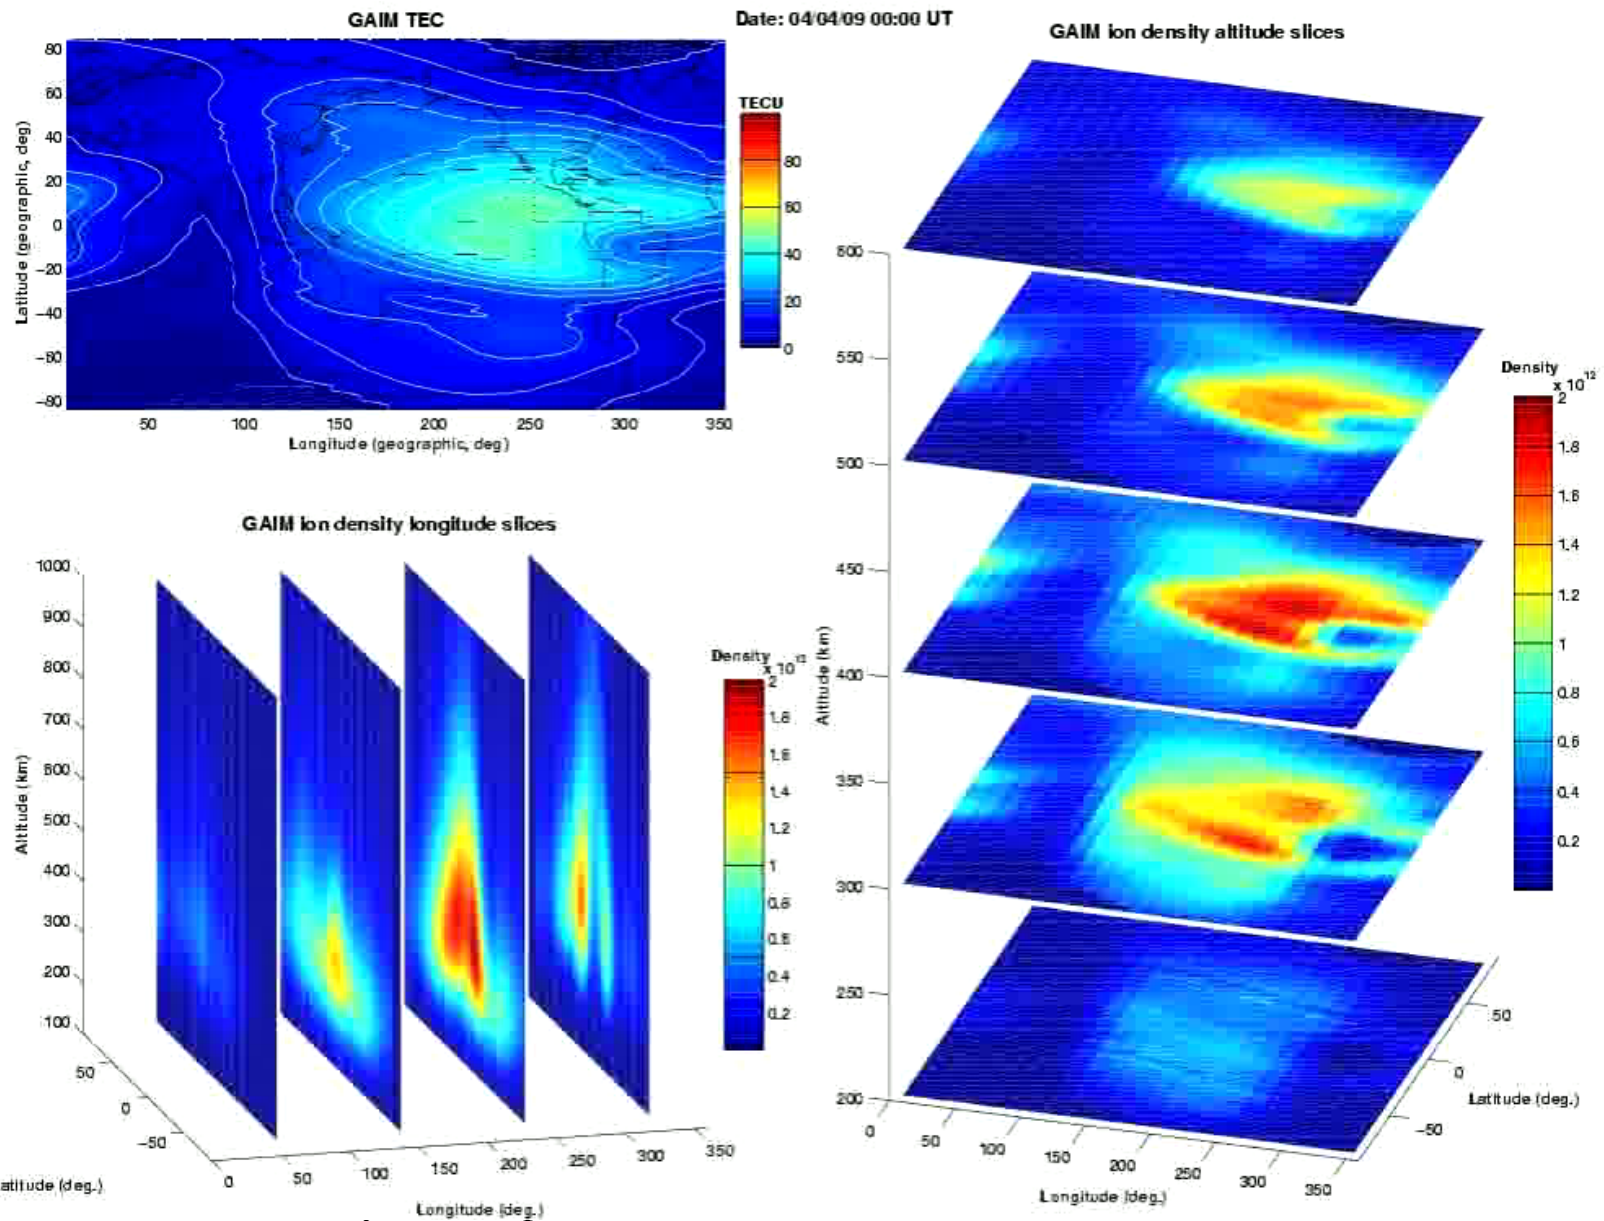 GAIM TEC
Date: 04/04/09 00:00 UT
GAIM ion density altitude slices
80
60
40
20
0
−20
−40
−60
−80
Latitude (geographic, deg)
50 100 150 200 250 300 350
Longitude (geographic, deg)
TECU
80
60
40
20
0
GAIM ion density longitude slices
1000
900
800
700
600
500
400
300
200
100
Altitude (km)
50
0
−50
atitude (deg.)
0 50 100 150 200 250 300 350
Longitude (deg.)
Density
x 10
2
1.8
1.6
1.4
1.2
1
0.8
0.6
0.4
0.2
600
550
500
450
400
350
300
250
200
Altitude (km)
0 50 100 150 200 250 300 350
Longitude (deg.)
50
0
−50
Latitude (deg.)
Density
x 10¹²
2
1.8
1.6
1.4
1.2
1
0.8
0.6
0.4
0.2